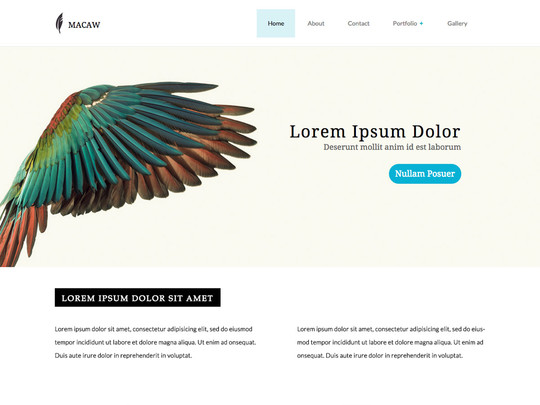 MACAW
Home About Contact Portfolio + Gallery
Lorem Ipsum Dolor
Deserunt mollit anim id est laborum
Nullam Posuer
LOREM IPSUM DOLOR SIT AMET
Lorem ipsum dolor sit amet, consectetur adipisicing elit, sed do eiusmod
tempor incididunt ut labore et dolore magna aliqua. Ut enim ad onsequat.
Duis aute irure dolor in reprehenderit in voluptat.
Lorem ipsum dolor sit amet, consectetur adipisicing elit, sed do eius-
mod tempor incididunt ut labore et dolore magna aliqua. Ut enim ad
onsequat. Duis aute irure dolor in reprehenderit in voluptat.